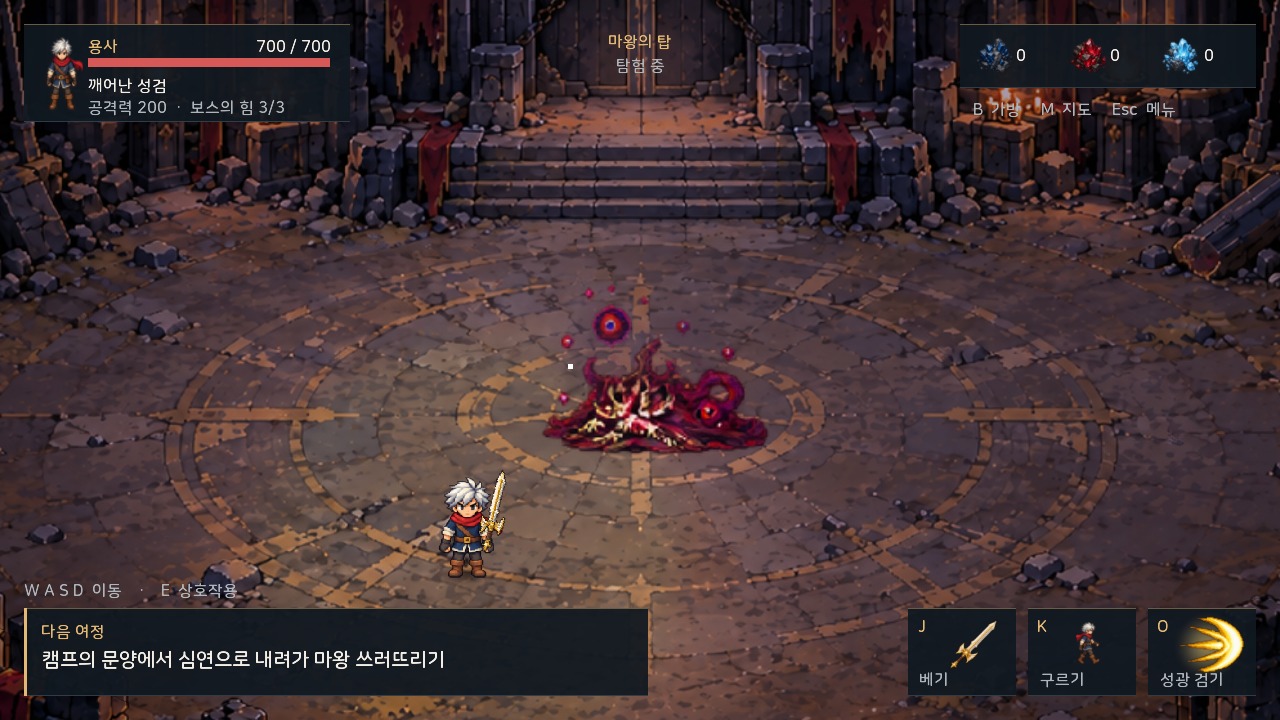 용사 700 / 700
깨어난 성검
공격력 200 · 보스의 힘 3/3
마왕의 탑
탐험 중
0 0 0
B 가방 M 지도 Esc 메뉴
W A S D 이동 · E 상호작용
다음 여정
캠프의 문양에서 심연으로 내려가 마왕 쓰러뜨리기
J 베기
K 구르기
O 성광 검기